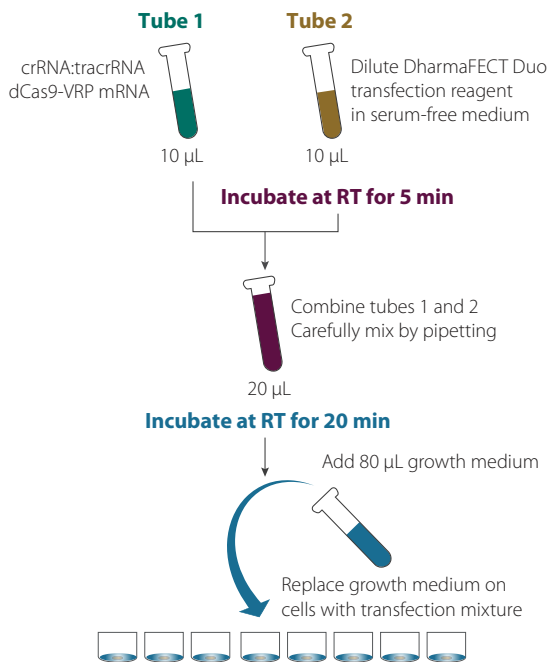 Tube 1
Tube 2
crRNA:tracrRNA
dCas9-VRP mRNA
Dilute DharmaFECT Duo
transfection reagent
in serum-free medium
10 µL
10 µL
Incubate at RT for 5 min
Combine tubes 1 and 2
Carefully mix by pipetting
20 µL
Incubate at RT for 20 min
Add 80 µL growth medium
Replace growth medium on
cells with transfection mixture